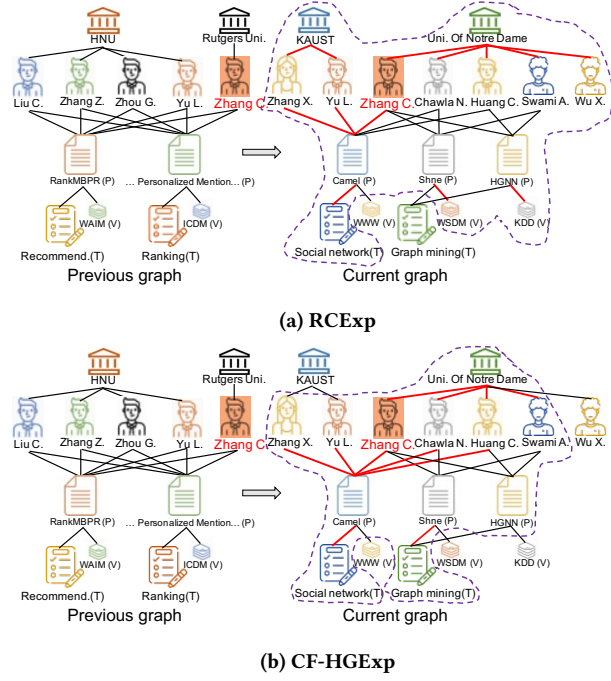 HNU Rutgers Uni. KAUST Uni. Of Notre Dame
Liu C. Zhang Z. Zhou G. Yu L. Zhang C. Zhang X. Yu L. Zhang C. Chawla N. Huang C. Swami A. Wu X.
RankMBPR (P) ... Personalized Mention... (P) Camel (P) Shne (P) HGNN (P)
WAIM (V) ICDM (V) WWW (V) WSDM (V) KDD (V)
Recommend.(T) Ranking(T) Social network(T) Graph mining(T)
Previous graph Current graph
(a) RCExp
HNU Rutgers Uni. KAUST Uni. Of Notre Dame
Liu C. Zhang Z. Zhou G. Yu L. Zhang C. Zhang X. Yu L. Zhang C. Chawla N. Huang C. Swami A. Wu X.
RankMBPR (P) ... Personalized Mention... (P) Camel (P) Shne (P) HGNN (P)
WAIM (V) ICDM (V) WWW (V) WSDM (V) KDD (V)
Recommend.(T) Ranking(T) Social network(T) Graph mining(T)
Previous graph Current graph
(b) CF-HGExp